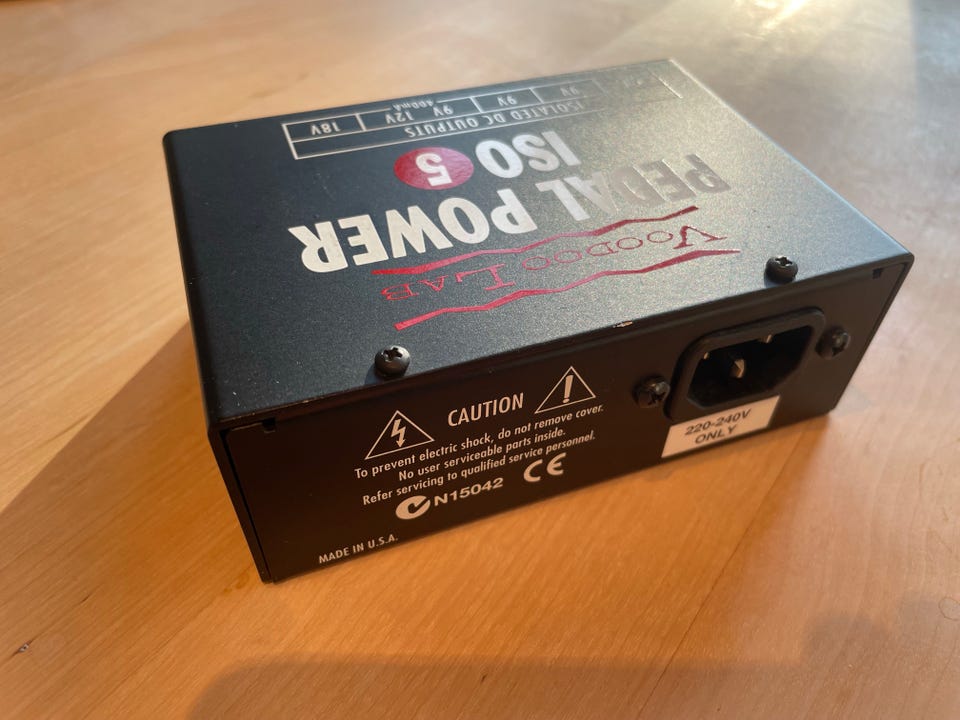 VOODOO LAB
PEDAL POWER
ISO 5
ISOLATED DC OUTPUTS
9V 9V 9V 12V 18V
400mA
CAUTION
To prevent electric shock, do not remove cover.
No user serviceable parts inside.
Refer servicing to qualified service personnel.
N15042 CE
MADE IN U.S.A.
220-240V
ONLY